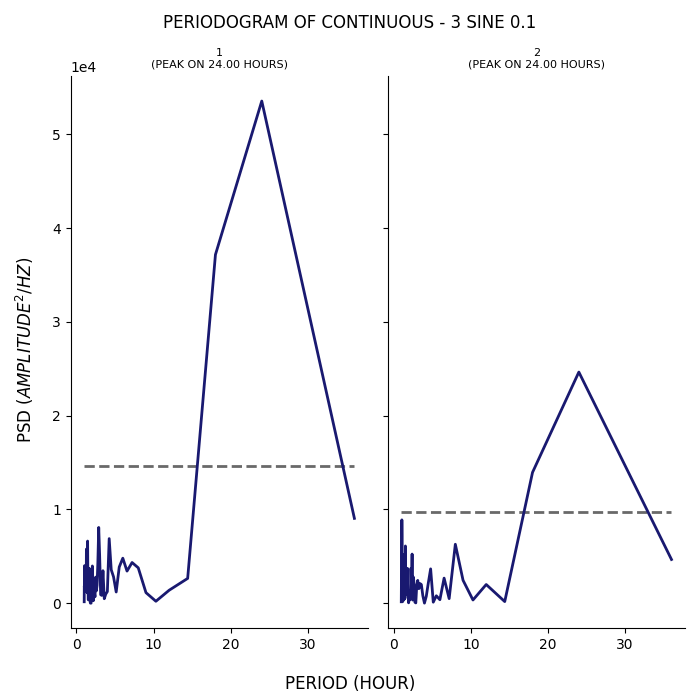 PERIODOGRAM OF CONTINUOUS - 3 SINE 0.1
1
(PEAK ON 24.00 HOURS)
2
(PEAK ON 24.00 HOURS)
1e4
5
4
3
2
1
0
PSD (AMPLITUDE²/HZ)
0 10 20 30
0 10 20 30
PERIOD (HOUR)